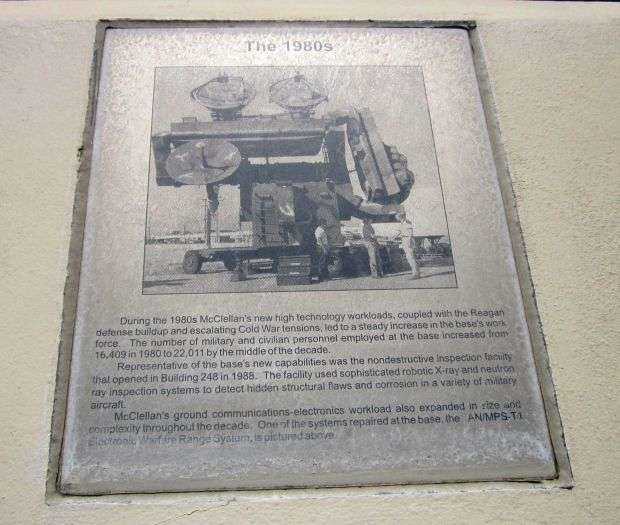 The 1980s
During the 1980s McClellan's new high technology workloads, coupled with the Reagan
defense buildup and escalating Cold War tensions, led to a steady increase in the base's work
force. The number of military and civilian personnel employed at the base increased from
16,409 in 1980 to 22,011 by the middle of the decade.
Representative of the base's new capabilities was the nondestructive inspection facility
that opened in Building 248 in 1988. The facility used sophisticated robotic X-ray and neutron
ray inspection systems to detect hidden structural flaws and corrosion in a variety of military
aircraft.
McClellan's ground communications-electronics workload also expanded in size and
complexity throughout the decade. One of the systems repaired at the base, the AN/MPS-T1
Electronic Warfare Range System, is pictured above.